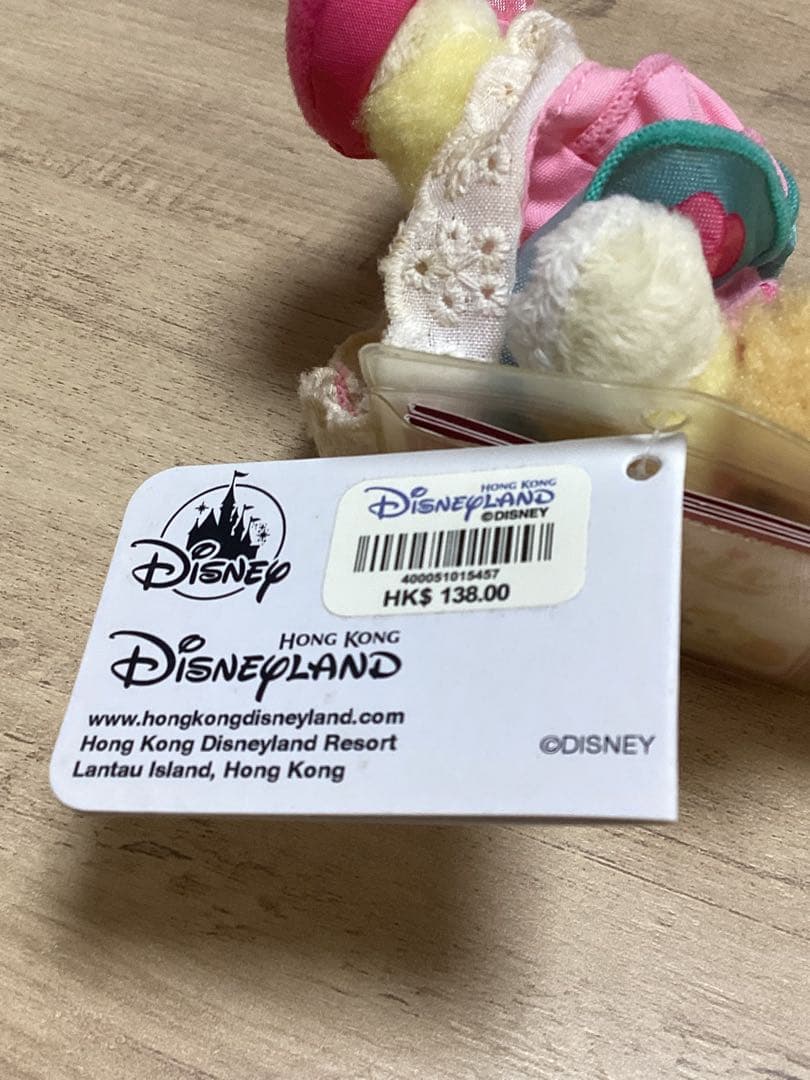 DISNEY
HONG KONG
DISNEYLAND
©DISNEY
400051015457
HK$ 138.00
HONG KONG
DISNEYLAND
www.hongkongdisneyland.com
Hong Kong Disneyland Resort
Lantau Island, Hong Kong
©DISNEY